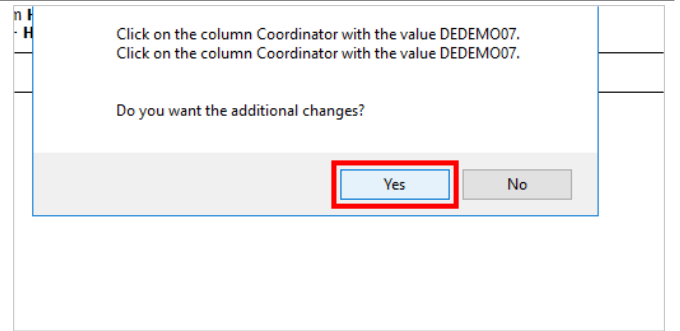 Click on the column Coordinator with the value DEDEMO07.
Click on the column Coordinator with the value DEDEMO07.
Do you want the additional changes?
Yes
No